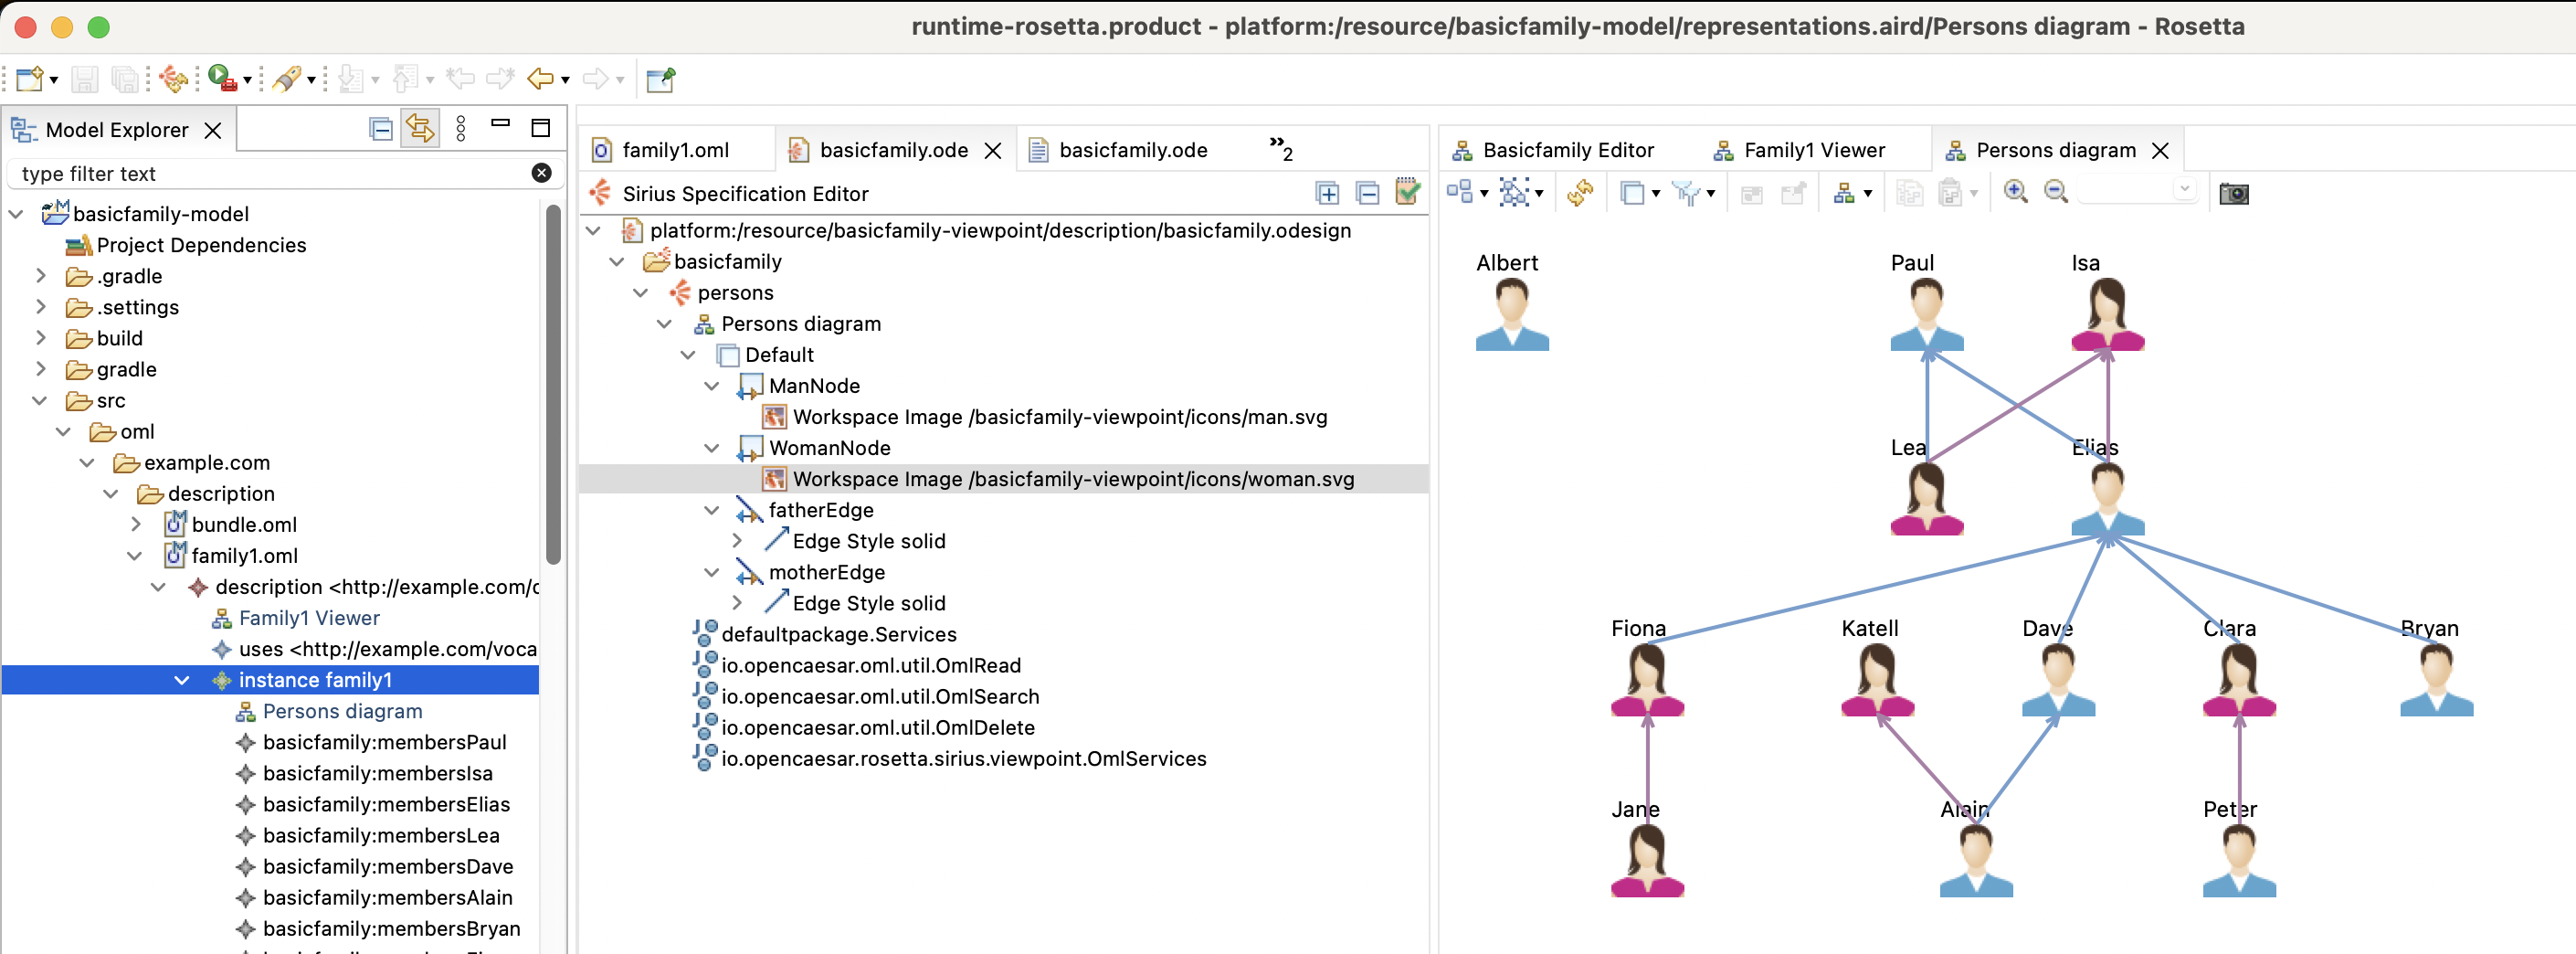 runtime-rosetta.product - platform:/resource/basicfamily-model/representations.aird/Persons diagram - Rosetta
Model Explorer
type filter text
basicfamily-model
Project Dependencies
.gradle
.settings
build
gradle
src
oml
example.com
description
bundle.oml
family1.oml
description <http://example.com/c
Family1 Viewer
uses <http://example.com/voca
instance family1
Persons diagram
basicfamily:membersPaul
basicfamily:membersIsa
basicfamily:membersElias
basicfamily:membersLea
basicfamily:membersDave
basicfamily:membersAlain
basicfamily:membersBryan
family1.oml
basicfamily.ode
basicfamily.ode
»2
Sirius Specification Editor
platform:/resource/basicfamily-viewpoint/description/basicfamily.odesign
basicfamily
persons
Persons diagram
Default
ManNode
Workspace Image /basicfamily-viewpoint/icons/man.svg
WomanNode
Workspace Image /basicfamily-viewpoint/icons/woman.svg
fatherEdge
Edge Style solid
motherEdge
Edge Style solid
defaultpackage.Services
io.opencaesar.oml.util.OmlRead
io.opencaesar.oml.util.OmlSearch
io.opencaesar.oml.util.OmlDelete
io.opencaesar.rosetta.sirius.viewpoint.OmlServices
Basicfamily Editor
Family1 Viewer
Persons diagram
Albert
Paul
Isa
Lea
Elias
Fiona
Katell
Dave
Clara
Bryan
Jane
Alain
Peter